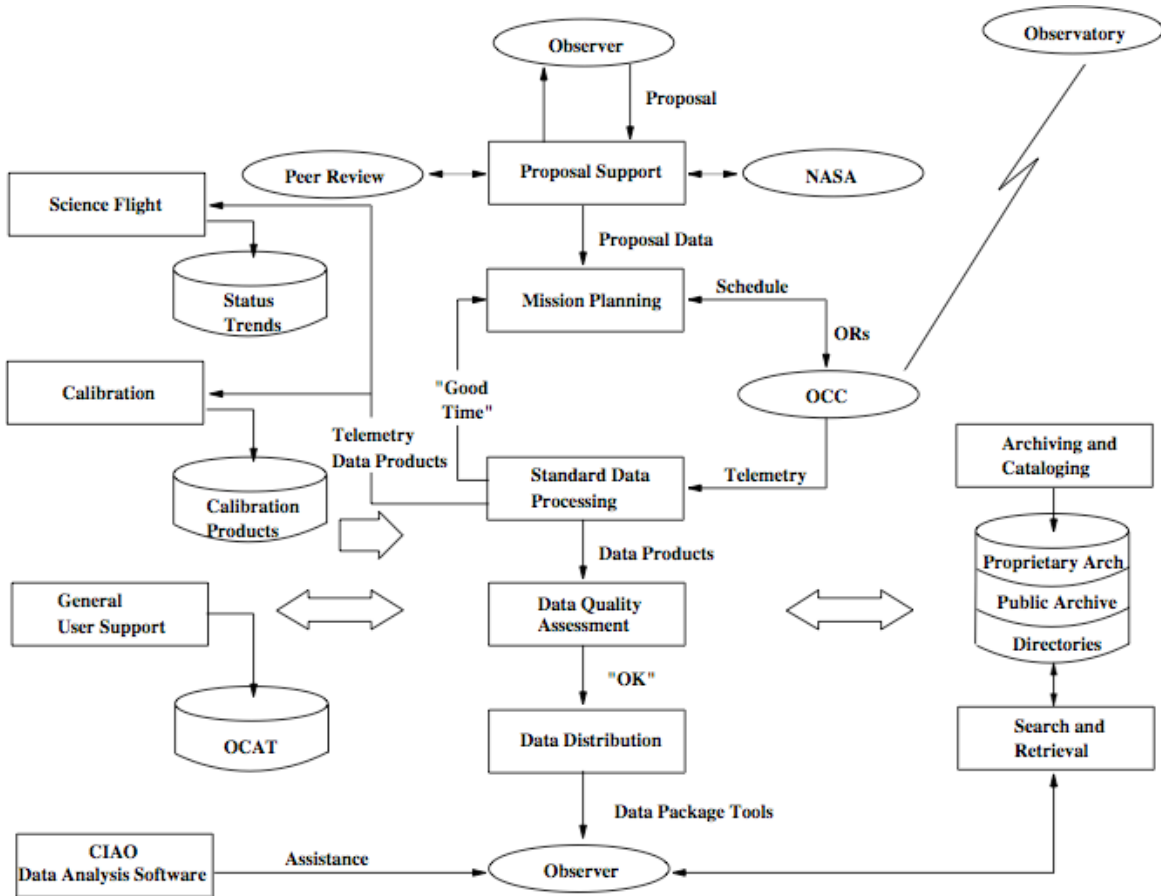 Observer
Observatory
Proposal
Proposal Support
Peer Review
NASA
Science Flight
Proposal Data
Status
Trends
Mission Planning
Schedule
ORs
Calibration
"Good
Time"
OCC
Telemetry
Data Products
Standard Data
Processing
Telemetry
Archiving and
Cataloging
Calibration
Products
Data Products
Proprietary Arch
Public Archive
Directories
General
User Support
Data Quality
Assessment
"OK"
OCAT
Data Distribution
Search and
Retrieval
Data Package Tools
CIAO
Data Analysis Software
Assistance
Observer